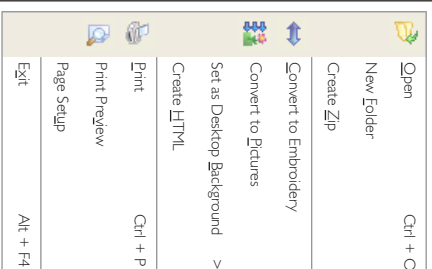 Open Ctrl +
New Folder
Create Zip
Convert to Embroidery
Convert to Pictures
Set as Desktop Background >
Create HTML
Print Ctrl + P
Print Preview
Page Setup
Exit Alt + F4